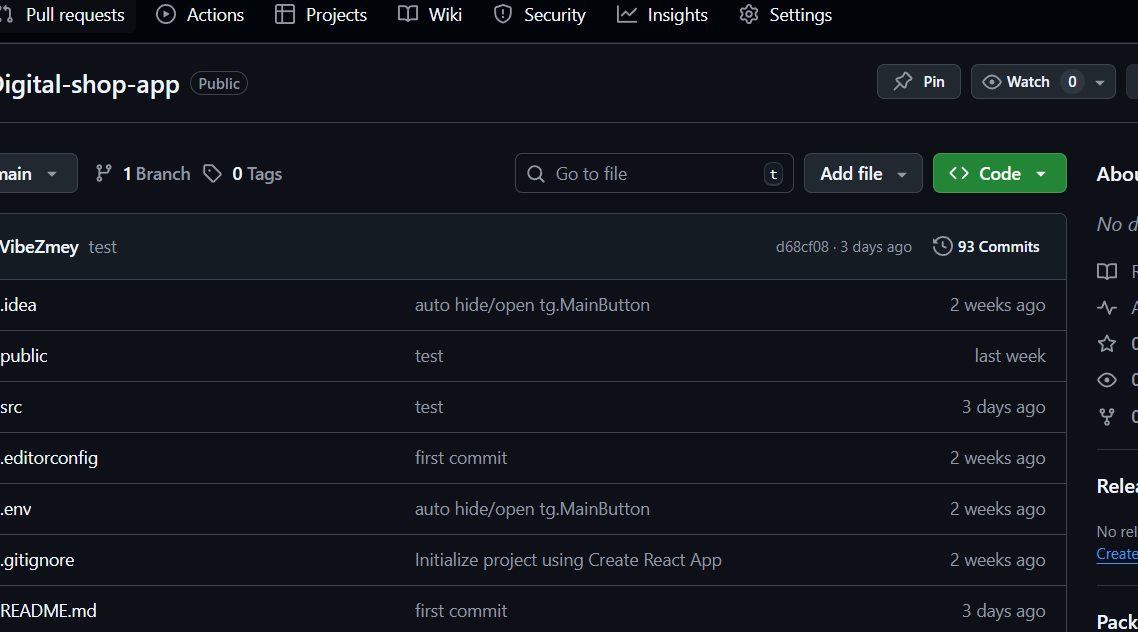 Pull requests Actions Projects Wiki Security Insights Settings
Digital-shop-app Public Pin Watch 0
main 1 Branch 0 Tags Go to file t Add file Code
VibeZmey test d68cf08 · 3 days ago 93 Commits
.idea auto hide/open tg.MainButton 2 weeks ago
public test last week
src test 3 days ago
.editorconfig first commit 2 weeks ago
.env auto hide/open tg.MainButton 2 weeks ago
.gitignore Initialize project using Create React App 2 weeks ago
README.md first commit 3 days ago
Abou
No d
R
A
0
0
0
Relea
No rel
Create
Pack